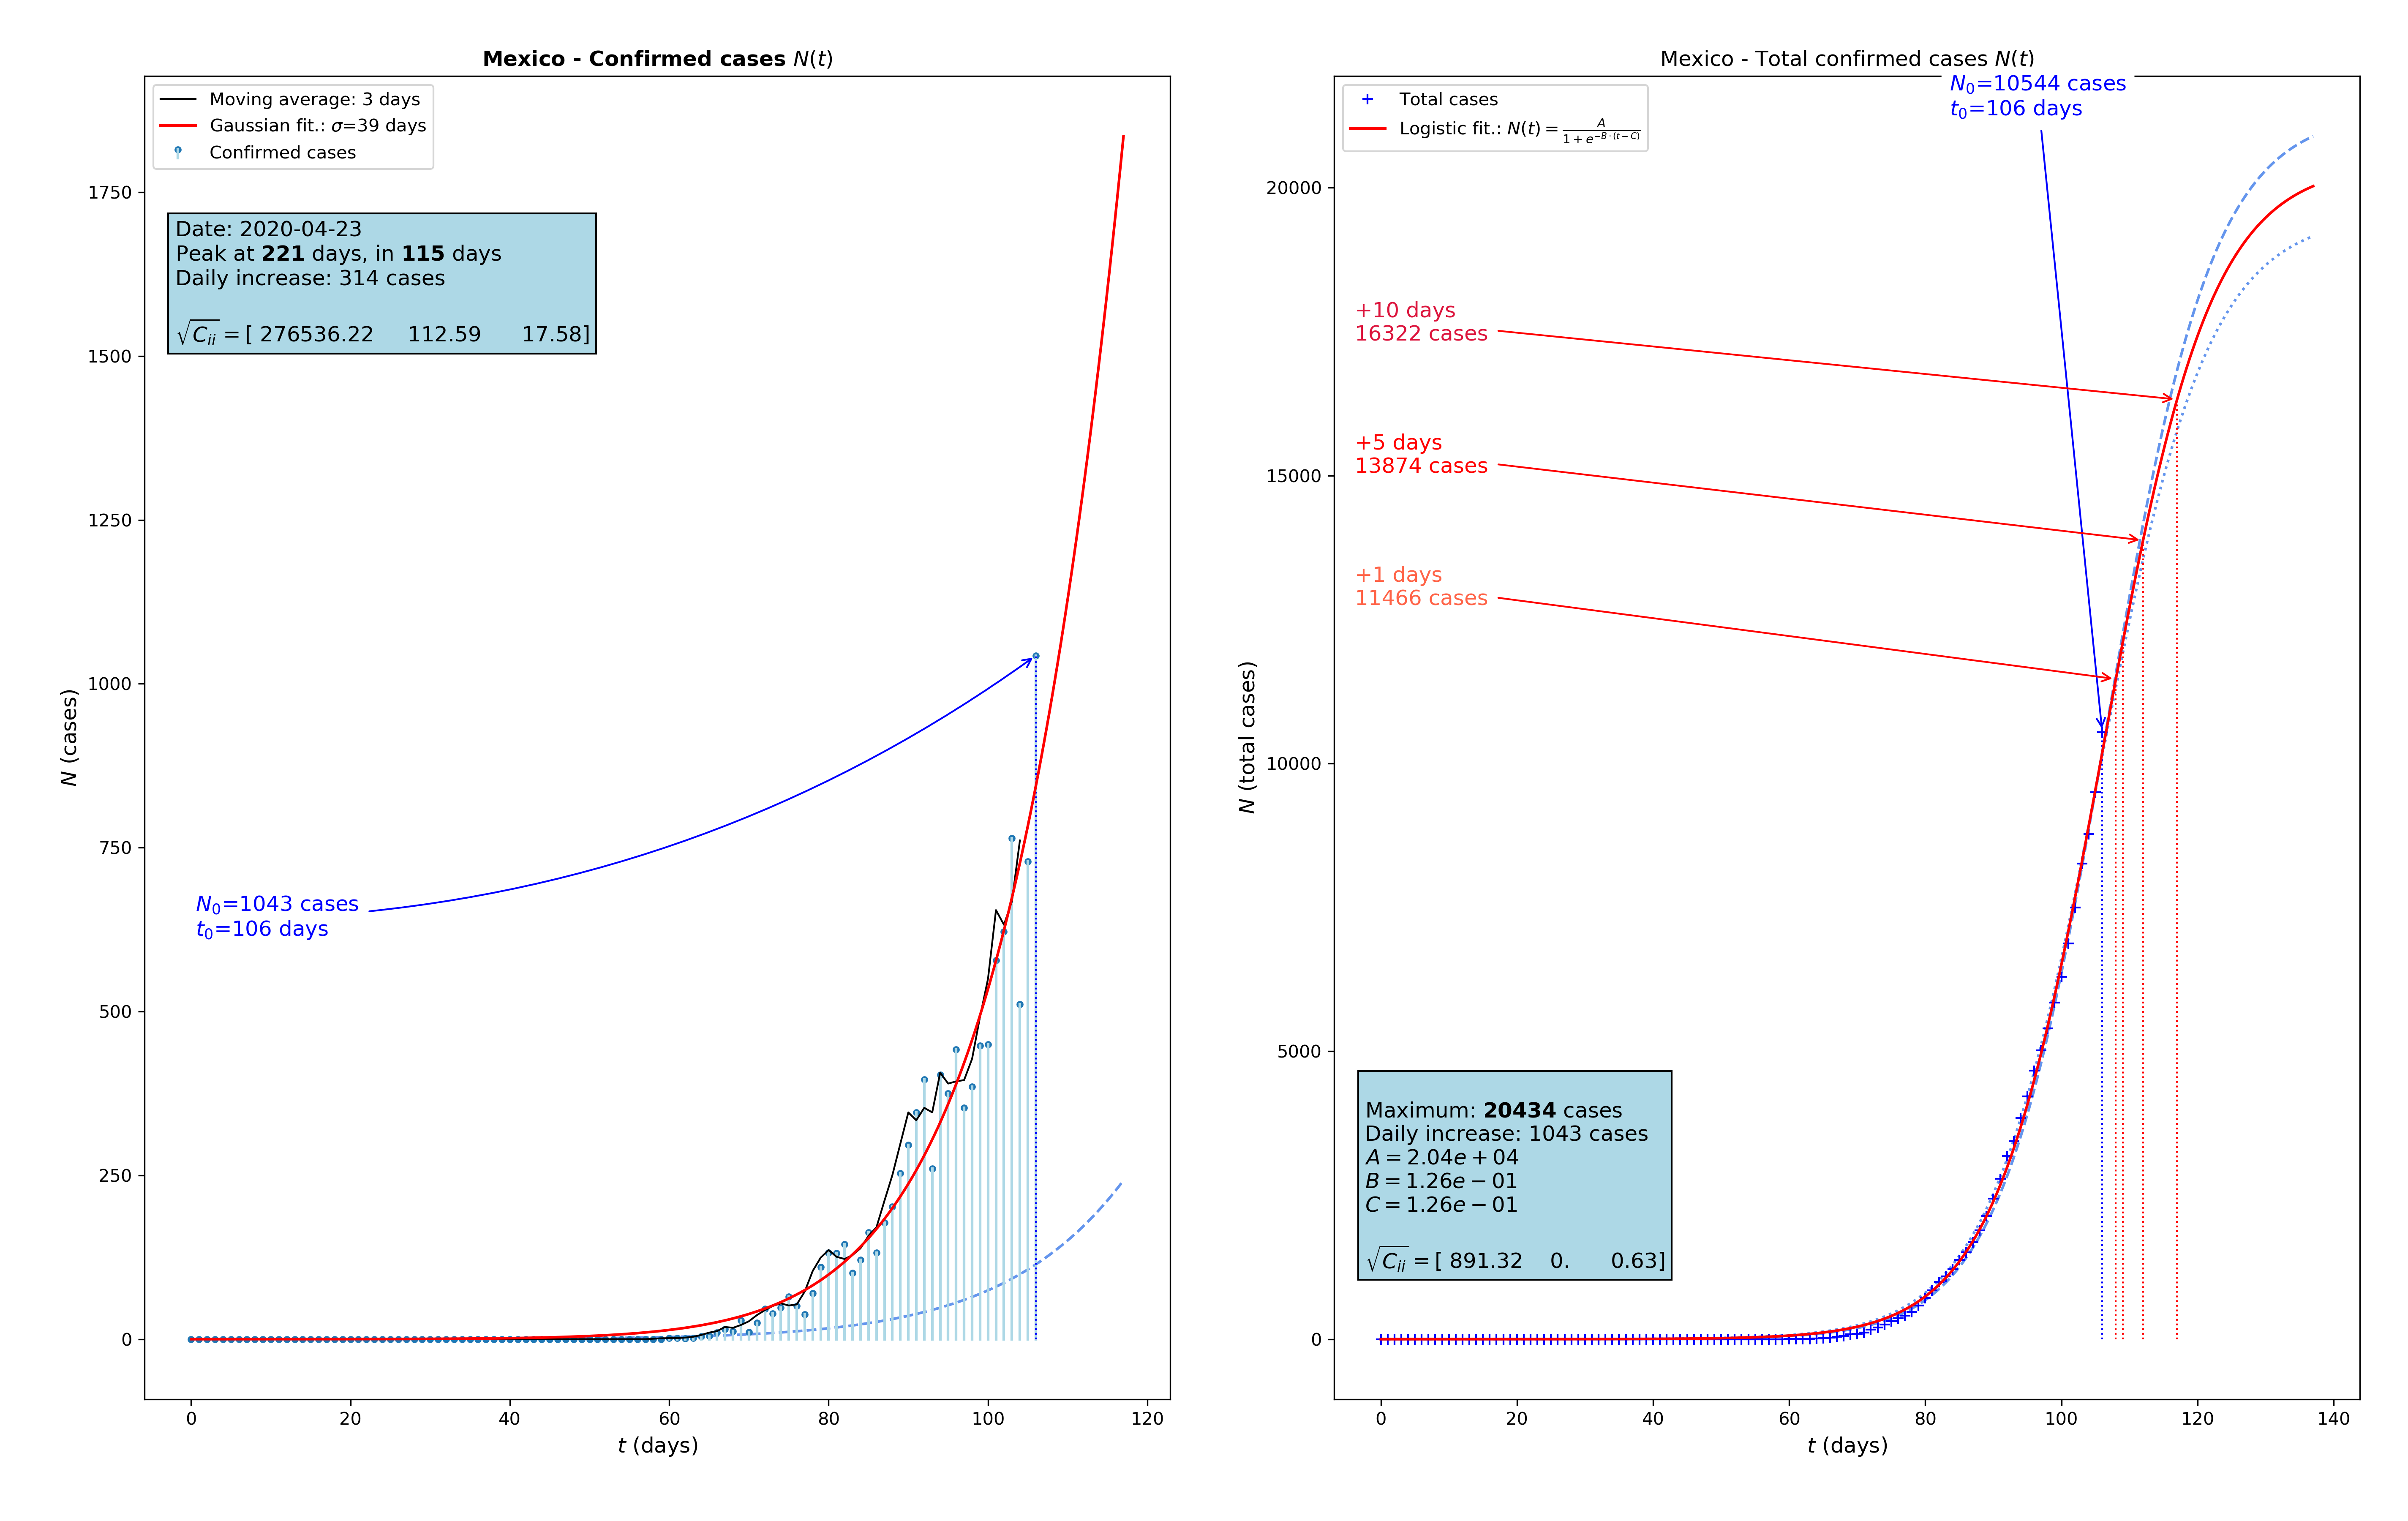 Mexico - Confirmed cases N(t)
Moving average: 3 days
Gaussian fit.: σ=39 days
Confirmed cases
Date: 2020-04-23
Peak at 221 days, in 115 days
Daily increase: 314 cases
√C_ii = [ 276536.22 112.59 17.58]
N₀=1043 cases
t₀=106 days
1750
1500
1250
1000
750
500
250
0
N (cases)
0 20 40 60 80 100 120
t (days)
Mexico - Total confirmed cases N(t)
N₀=10544 cases
t₀=106 days
Total cases
Logistic fit.: N(t) = A / (1 + e^{−B·(t−C)})
+10 days
16322 cases
+5 days
13874 cases
+1 days
11466 cases
Maximum: 20434 cases
Daily increase: 1043 cases
A = 2.04e + 04
B = 1.26e − 01
C = 1.26e − 01
√C_ii = [ 891.32 0. 0.63]
20000
15000
10000
5000
0
N (total cases)
0 20 40 60 80 100 120 140
t (days)